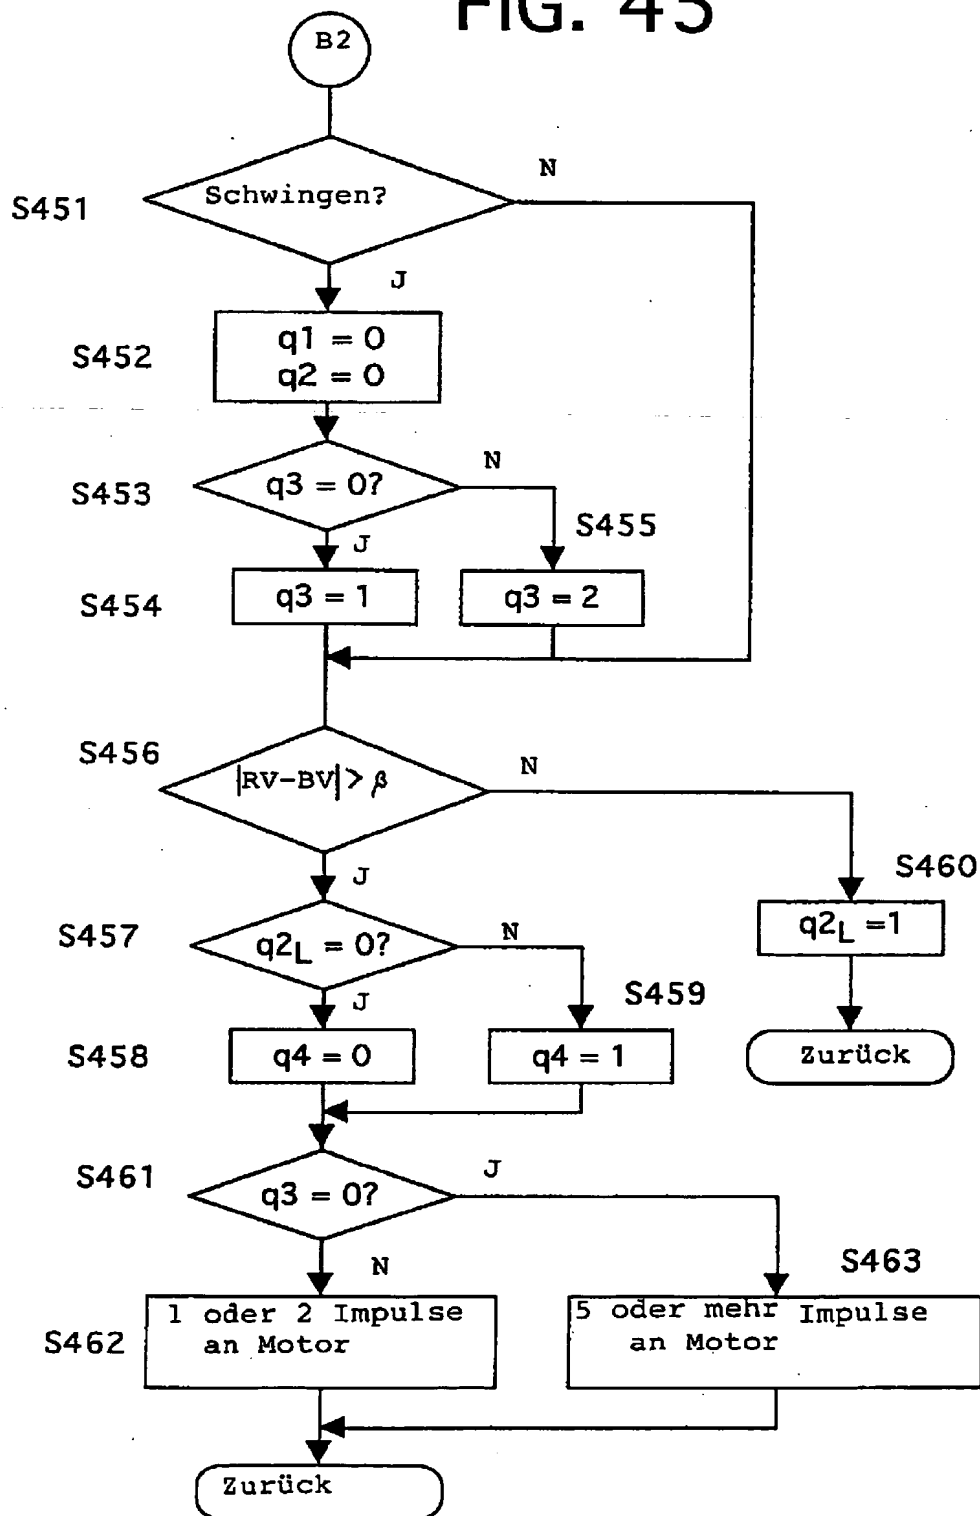 FIG. 45
B2
S451
Schwingen?
N
J
S452
q1 = 0
q2 = 0
S453
q3 = 0?
N
J
S454
q3 = 1
S455
q3 = 2
S456
|RV-BV| > β
N
J
S457
q2L = 0?
N
J
S458
q4 = 0
S459
q4 = 1
S460
q2L = 1
Zurück
S461
q3 = 0?
J
N
S462
1 oder 2 Impulse
an Motor
S463
5 oder mehr Impulse
an Motor
Zurück